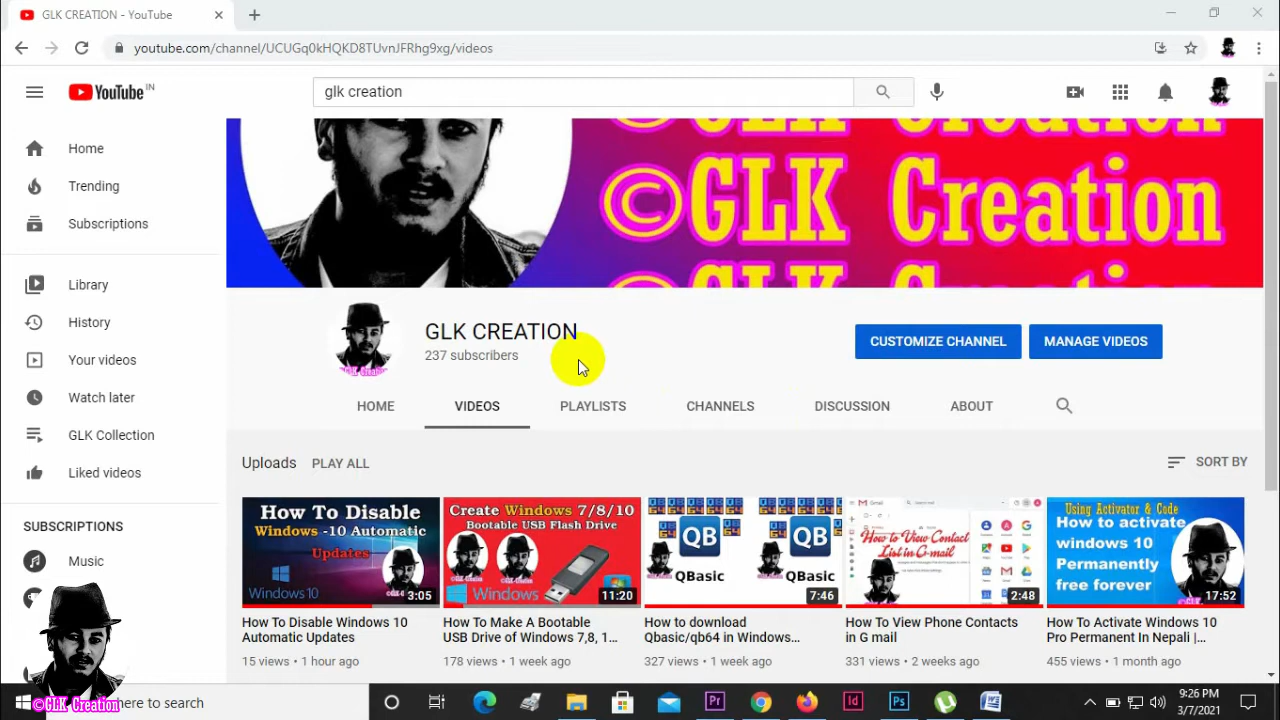 GLK CREATION - YouTube
youtube.com/channel/UCUGq0kHQKD8TUvnJFRhg9xg/videos
YouTube IN
glk creation
Home
Trending
Subscriptions
Library
History
Your videos
Watch later
GLK Collection
Liked videos
SUBSCRIPTIONS
Music
©GLK Creation
GLK CREATION
237 subscribers
CUSTOMIZE CHANNEL
MANAGE VIDEOS
HOME VIDEOS PLAYLISTS CHANNELS DISCUSSION ABOUT
Uploads PLAY ALL
SORT BY
How To Disable
Windows -10 Automatic
Updates
Windows10
3:05
How To Disable Windows 10
Automatic Updates
15 views • 1 hour ago
Create Windows 7/8/10
Bootable USB Flash Drive
Windows
11:20
How To Make A Bootable
USB Drive of Windows 7,8, 1...
178 views • 1 week ago
QB
QBasic
QB
QBasic
7:46
How to download
Qbasic/qb64 in Windows...
327 views • 1 week ago
Gmail
How to View Contact
List in G-mail
2:48
How To View Phone Contacts
in G mail
331 views • 2 weeks ago
Using Activator & Code
How to activate
windows 10
Permanently
free forever
17:52
How To Activate Windows 10
Pro Permanent In Nepali |...
455 views • 1 month ago
©GLK Creation
here to search
Pr
Id
Ps
9:26 PM
3/7/2021